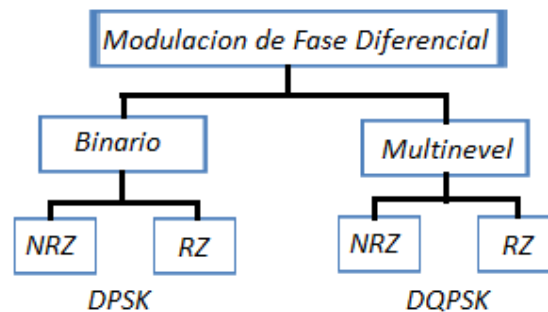 Modulacion de Fase Diferencial
Binario
Multinevel
NRZ
RZ
NRZ
RZ
DPSK
DQPSK